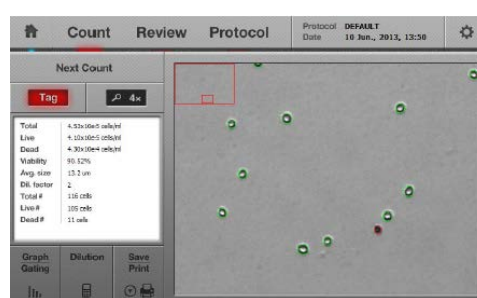 Count Review Protocol
Protocol DEFAULT
Date 10 Jun., 2013, 13:50
Next Count
Tag 4x
Total 4.53x10e5 cells/ml
Live 4.10x10e5 cells/ml
Dead 4.30x10e4 cells/ml
Viability 90.52%
Avg. size 13.2 um
Dil. factor 2
Total # 116 cells
Live # 105 cells
Dead # 11 cells
Graph Gating
Dilution
Save Print